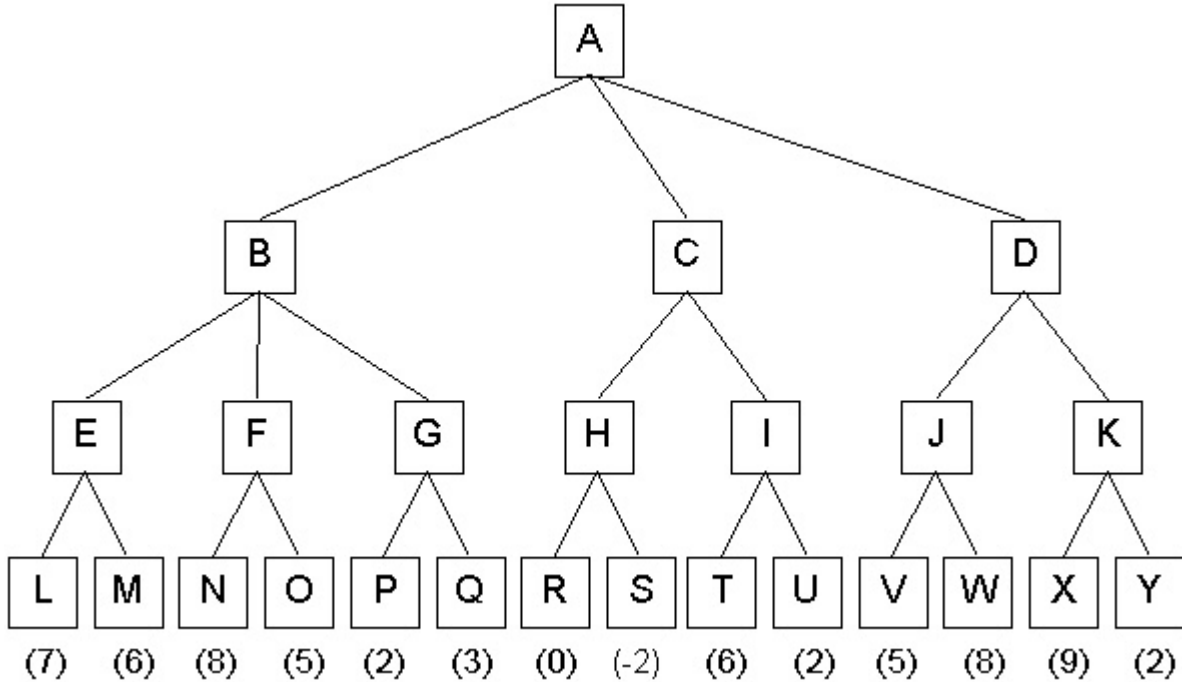 A
B C D
E F G H I J K
L M N O P Q R S T U V W X Y
(7) (6) (8) (5) (2) (3) (0) (-2) (6) (2) (5) (8) (9) (2)